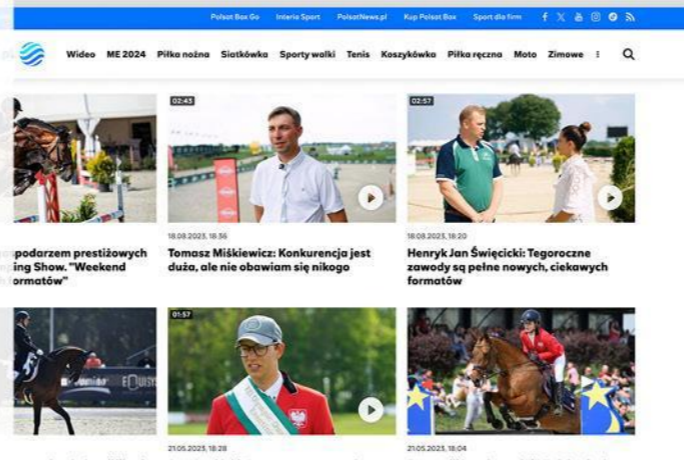 Polsat Box Go Interia Sport PolsatNews.pl Kup Polsat Box Sport dla firm
Wideo ME 2024 Piłka nożna Siatkówka Sporty walki Tenis Koszykówka Piłka ręczna Moto Zimowe
02:43
02:57
18.08.2023, 18:36
18.08.2023, 18:20
spodarzem prestiżowych
ping Show. "Weekend
formatów"
Tomasz Miśkiewicz: Konkurencja jest
duża, ale nie obawiam się nikogo
Henryk Jan Święcicki: Tegoroczne
zawody są pełne nowych, ciekawych
formatów
01:57
21.05.2023, 18:28
21.05.2023, 18:04